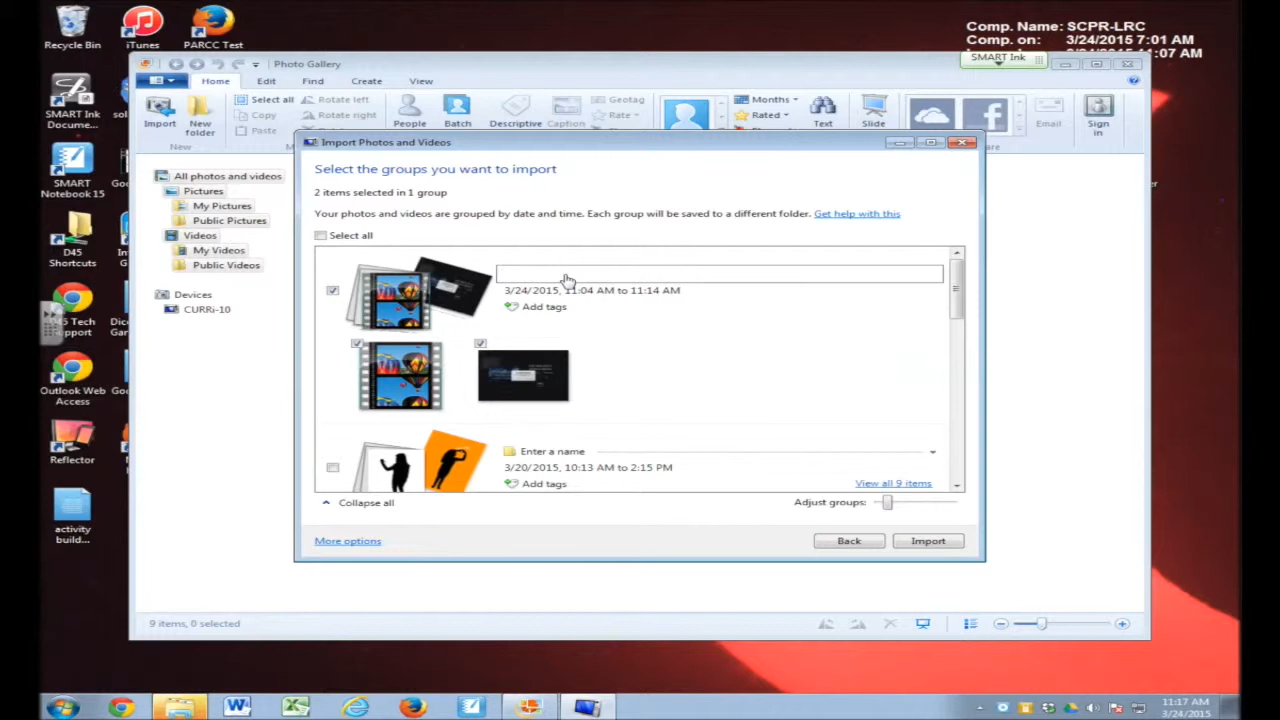 Recycle Bin
iTunes
PARCC Test
Comp. Name: SCPR-LRC
Comp. on: 3/24/2015 7:01 AM
11:07 AM
Photo Gallery
SMART Ink
Home Edit Find Create View
Import
New folder
Select all
Copy
Paste
Rotate left
Rotate right
People
Batch
Descriptive
Caption
Geotag
Rate
Months
Rated
Text
Slide
Email
Sign in
New
SMART Ink Docume...
SMART Notebook 15
D45 Shortcuts
D45 Tech Support
Outlook Web Access
Reflector
activity build...
All photos and videos
Pictures
My Pictures
Public Pictures
Videos
My Videos
Public Videos
Devices
CURRi-10
Import Photos and Videos
Select the groups you want to import
2 items selected in 1 group
Your photos and videos are grouped by date and time. Each group will be saved to a different folder. Get help with this
Select all
3/24/2015, 11:04 AM to 11:14 AM
Add tags
Enter a name
3/20/2015, 10:13 AM to 2:15 PM
Add tags
View all 9 items
Collapse all
Adjust groups:
More options
Back
Import
9 items, 0 selected
11:17 AM
3/24/2015